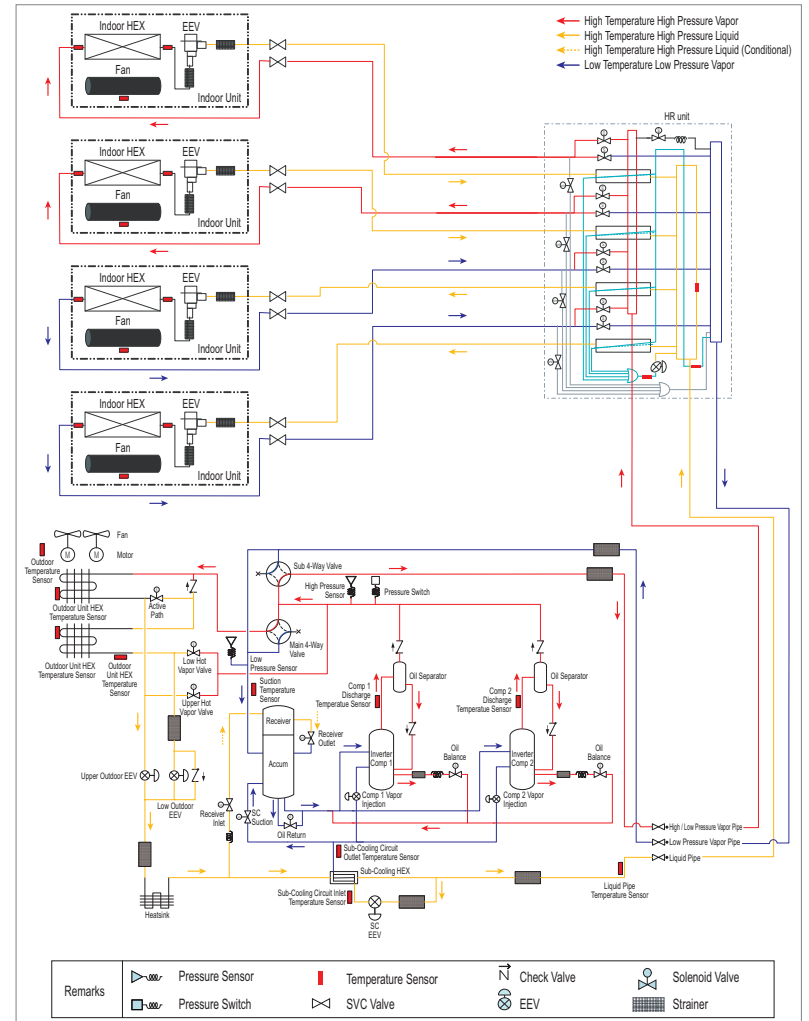 Indoor HEX
EEV
Fan
Indoor Unit
Indoor HEX
EEV
Fan
Indoor Unit
Indoor HEX
EEV
Fan
Indoor Unit
Indoor HEX
EEV
Fan
Indoor Unit
High Temperature High Pressure Vapor
High Temperature High Pressure Liquid
High Temperature High Pressure Liquid (Conditional)
Low Temperature Low Pressure Vapor
HR unit
Fan
M
M
Motor
Outdoor
Temperature
Sensor
Outdoor Unit HEX
Temperature Sensor
Active
Path
Outdoor Unit HEX
Temperature Sensor
Outdoor
Unit HEX
Temperature
Sensor
Low Hot
Vapor Valve
Upper Hot
Vapor Valve
Sub 4-Way Valve
High Pressure
Sensor
Pressure Switch
Main 4-Way
Valve
Low
Pressure Sensor
Suction
Temperature
Sensor
Comp 1
Discharge
Temperatue Sensor
Oil Separator
Comp 2
Discharge
Temperatue Sensor
Oil Separator
Receiver
Accum
Receiver
Outlet
Inverter
Comp 1
Oil
Balance
Inverter
Comp 2
Oil
Balance
Upper Outdoor EEV
Low Outdoor
EEV
Receiver
Inlet
SC
Suction
Oil Return
Comp 1 Vapor
Injection
Comp 2 Vapor
Injection
High / Low Pressure Vapor Pipe
Low Pressure Vapor Pipe
Liquid Pipe
Sub-Cooling Circuit
Outlet Temperature Sensor
Sub-Cooling HEX
Sub-Cooling Circuit Inlet
Temperature Sensor
SC
EEV
Liquid Pipe
Temperature Sensor
Heatsink
Remarks
Pressure Sensor
Temperature Sensor
Check Valve
Solenoid Valve
Pressure Switch
SVC Valve
EEV
Strainer